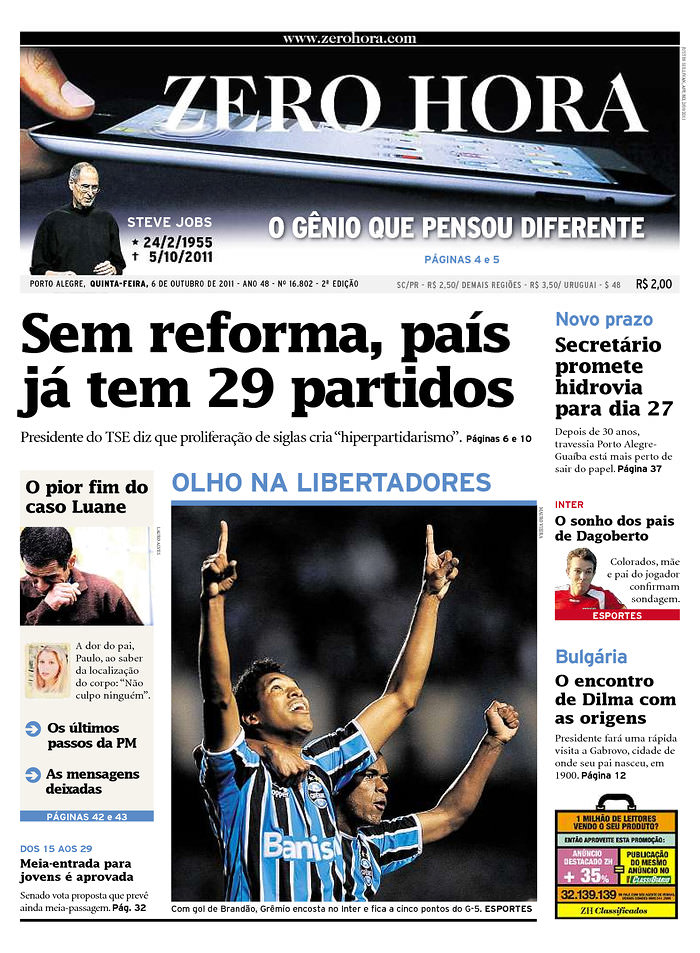 www.zerohora.com
ZERO HORA
STEVE JOBS
★ 24/2/1955
† 5/10/2011
O GÊNIO QUE PENSOU DIFERENTE
PÁGINAS 4 e 5
PORTO ALEGRE, QUINTA-FEIRA, 6 DE OUTUBRO DE 2011 - ANO 48 - Nº 16.802 - 2ª EDIÇÃO
SC/PR - R$ 2,50/ DEMAIS REGIÕES - R$ 3,50/ URUGUAI - $ 48
R$ 2,00
Sem reforma, país
já tem 29 partidos
Presidente do TSE diz que proliferação de siglas cria “hiperpartidarismo”. Páginas 6 e 10
Novo prazo
Secretário
promete
hidrovia
para dia 27
Depois de 30 anos,
travessia Porto Alegre-
Guaíba está mais perto de
sair do papel. Página 37
O pior fim do
caso Luane
A dor do pai,
Paulo, ao saber
da localização
do corpo: “Não
culpo ninguém”.
Os últimos
passos da PM
As mensagens
deixadas
PÁGINAS 42 e 43
DOS 15 AOS 29
Meia-entrada para
jovens é aprovada
Senado vota proposta que prevê
ainda meia-passagem. Pág. 32
OLHO NA LIBERTADORES
Banis
Com gol de Brandão, Grêmio encosta no Inter e fica a cinco pontos do G-5. ESPORTES
INTER
O sonho dos pais
de Dagoberto
Colorados, mãe
e pai do jogador
confirmam
sondagem.
ESPORTES
Bulgária
O encontro
de Dilma com
as origens
Presidente fará uma rápida
visita a Gabrovo, cidade de
onde seu pai nasceu, em
1900. Página 12
1 MILHÃO DE LEITORES
VENDO O SEU PRODUTO?
ENTÃO APROVEITE ESTA PROMOÇÃO:
ANÚNCIO
DESTACADO ZH
+ 35%
PUBLICAÇÃO
DO MESMO
ANÚNCIO NO
CLASSIDIÁRIO
32.139.139
ZH Classificados